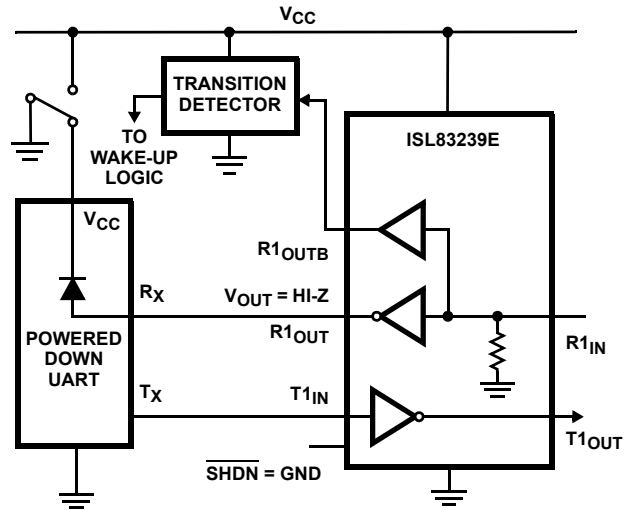 VCC
TRANSITION
DETECTOR
TO
WAKE-UP
LOGIC
ISL83239E
VCC
R1OUTB
RX
VOUT = HI-Z
R1OUT
R1IN
POWERED
DOWN
UART
TX
T1IN
T1OUT
SHDN = GND